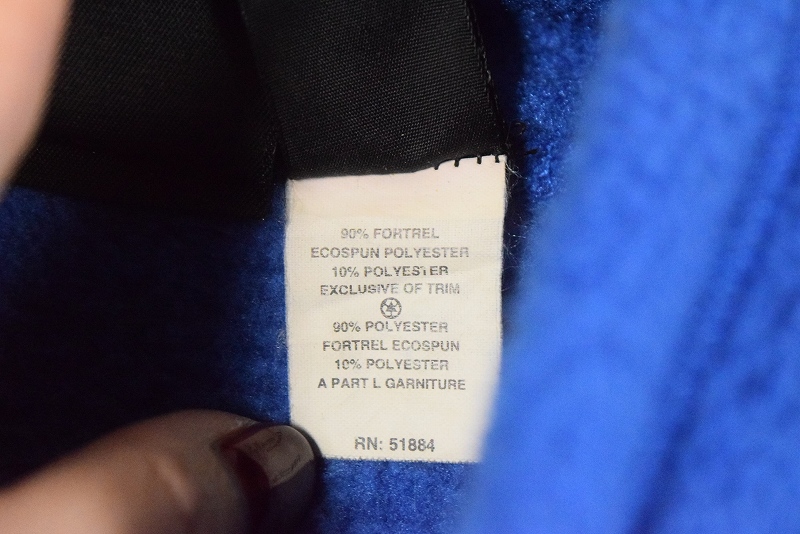 90% FORTREL
ECOSPUN POLYESTER
10% POLYESTER
EXCLUSIVE OF TRIM
90% POLYESTER
FORTREL ECOSPUN
10% POLYESTER
A PART L GARNITURE
RN: 51884